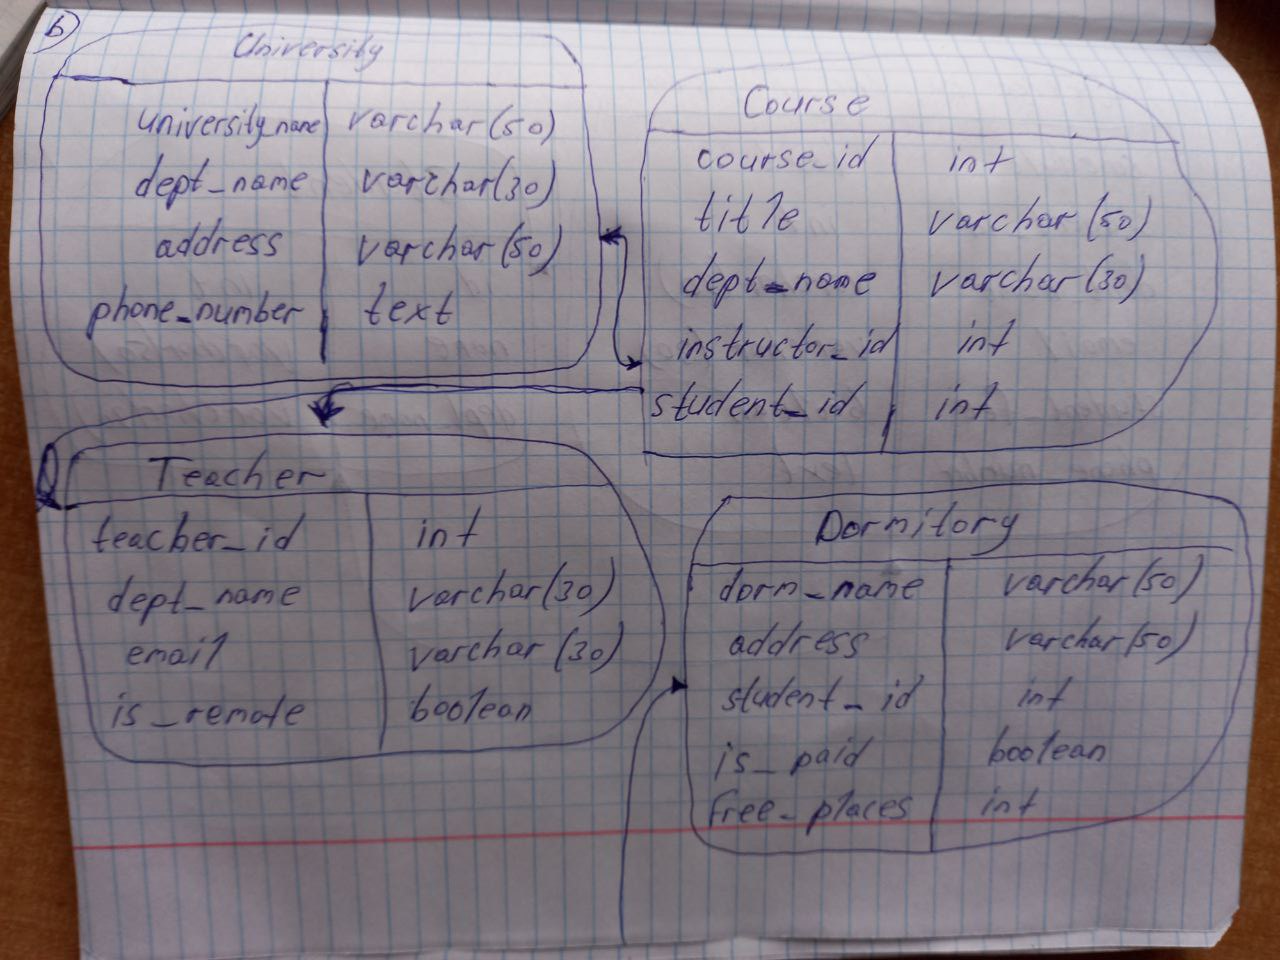 b)
University
university_name varchar(50)
dept_name varchar(30)
address varchar(50)
phone_number text
Course
course_id int
title varchar(50)
dept_name varchar(30)
instructor_id int
student_id int
Teacher
teacher_id int
dept_name varchar(30)
email varchar(30)
is_remote boolean
Dormitory
dorm_name varchar(50)
address varchar(50)
student_id int
is_paid boolean
free_places int